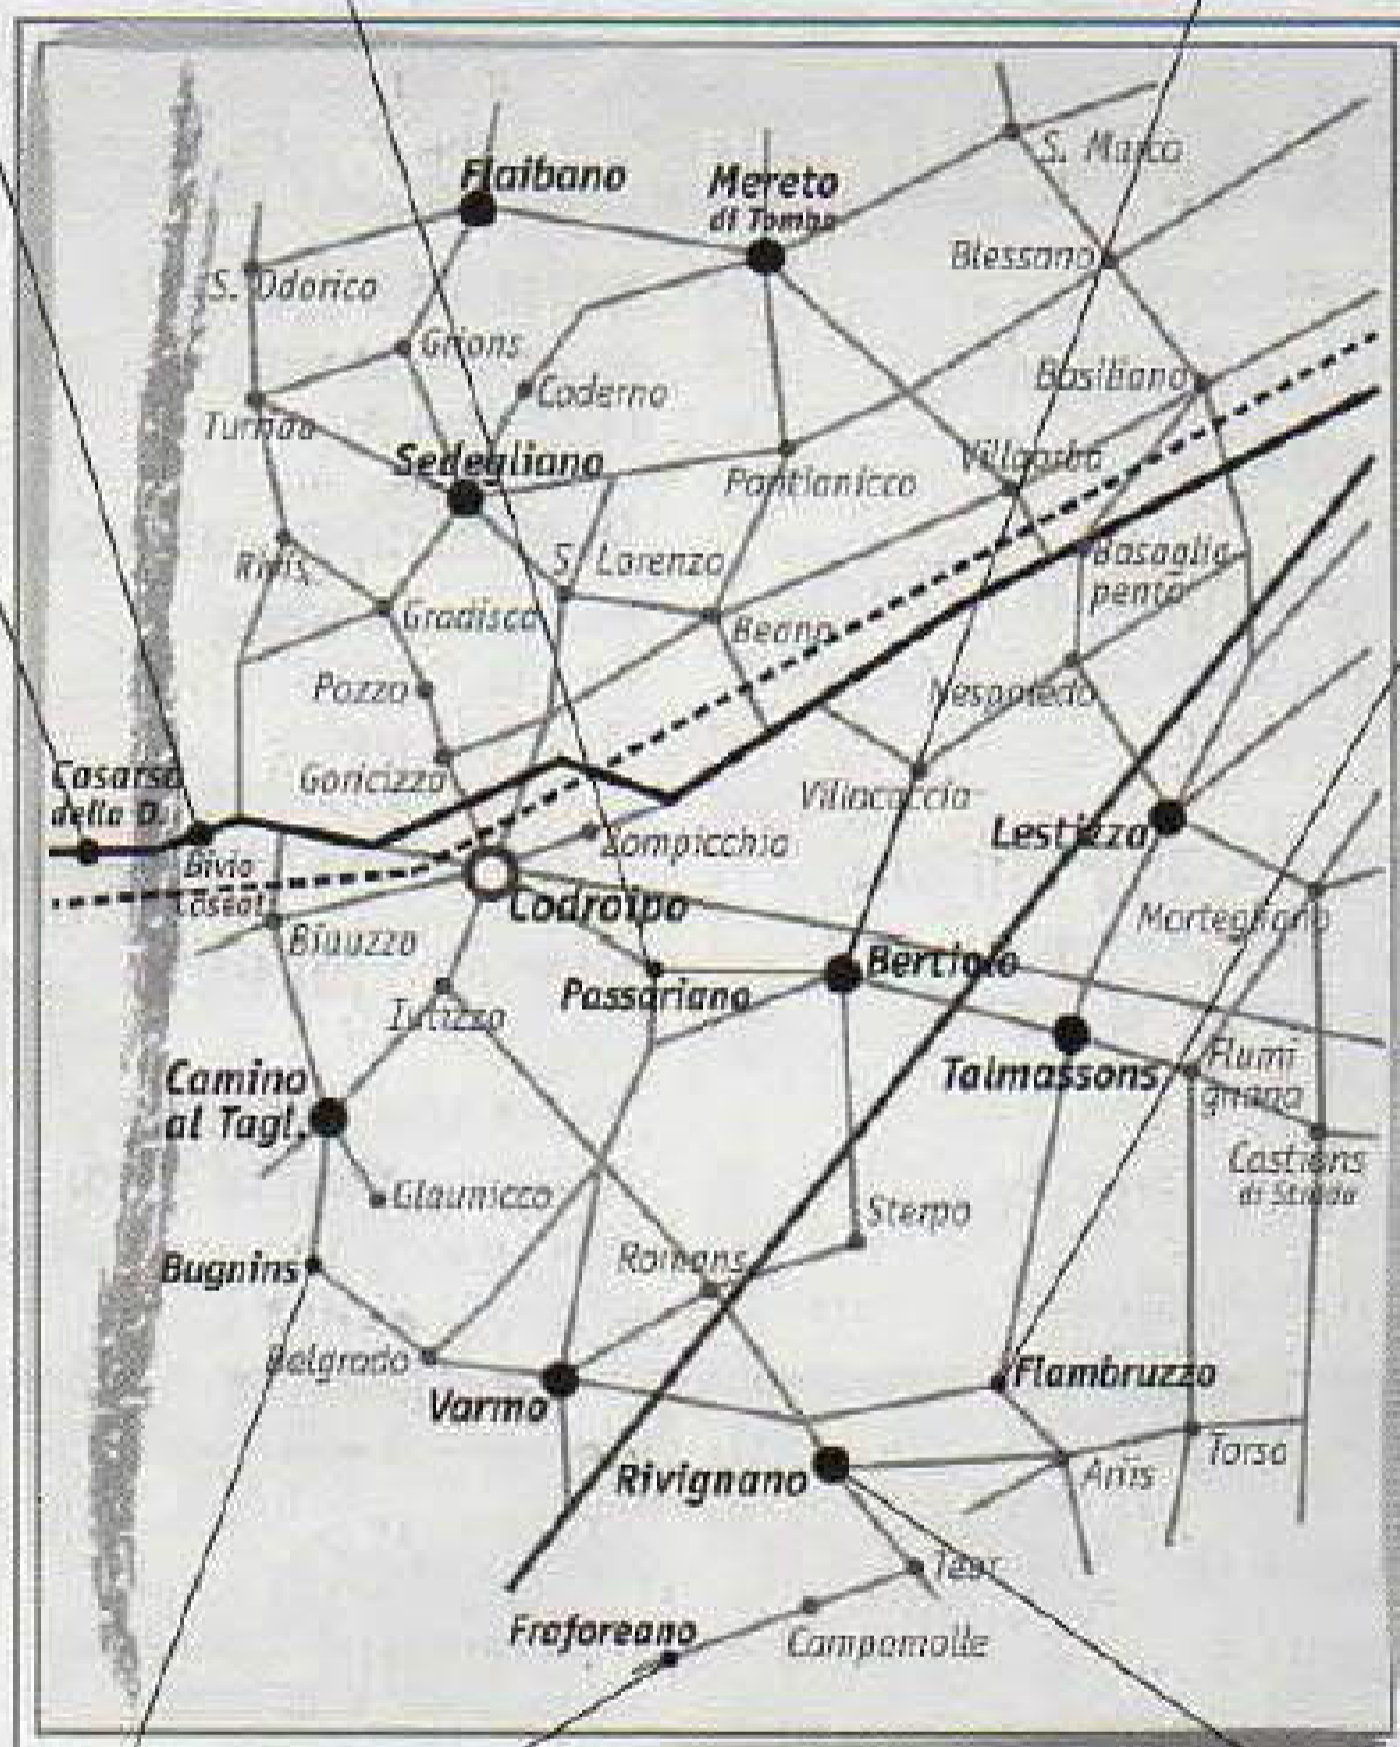 S. Marco
Flaibano
Mereto
di Tomba
Blessano
S. Odorico
Grions
Coderno
Basiliano
Turrida
Sedegliano
Villaorba
Pantianicco
Rivis
S. Lorenzo
Basaglia
penta
Gradisca
Beano
Pozzo
Nespoledo
Goricizza
Casarsa
della D.
Villacaccia
Lestizza
Zompicchia
Bivio
Coseat
Codroipo
Mortegliano
Biauzzo
Bertiolo
Passariano
Iutizzo
Flumi
gnano
Talmassons
Camino
al Tagl.
Castions
di Strada
Glaunicco
Sterpo
Romans
Bugnins
Belgrado
Flambruzzo
Varmo
Torsa
Rivignano
Ariis
Teor
Fraforeano
Campomolle